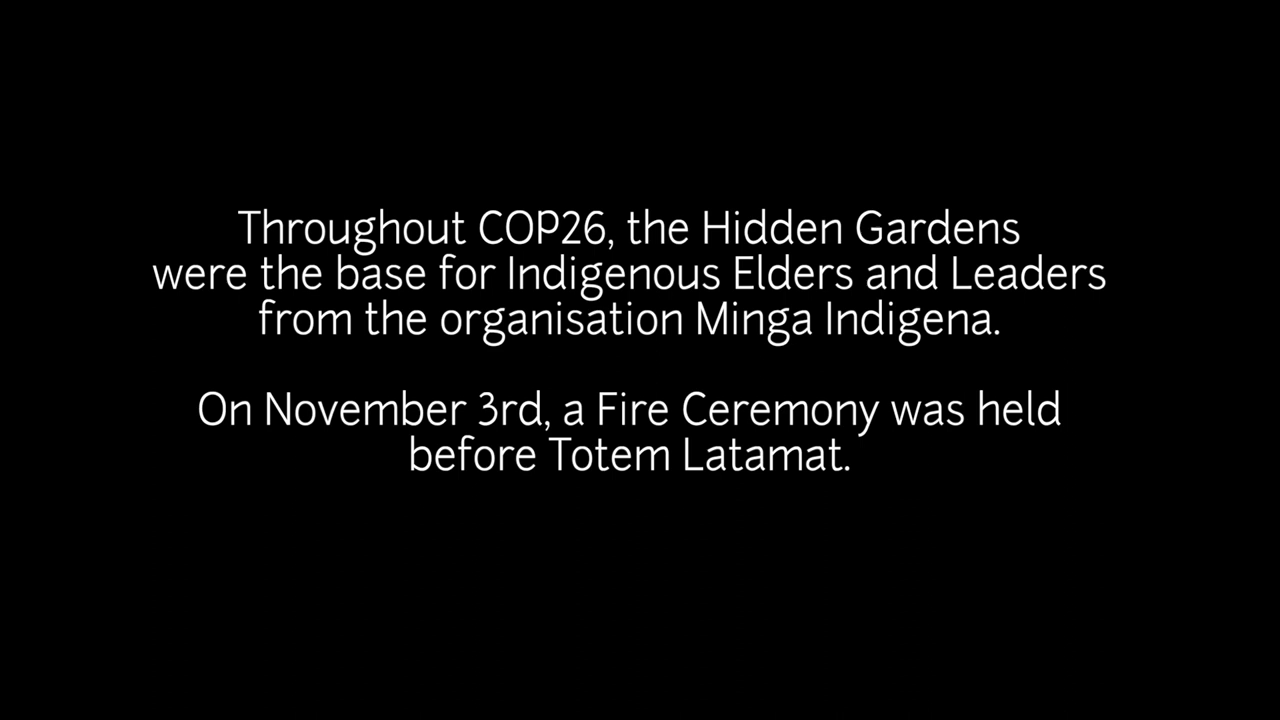 Throughout COP26, the Hidden Gardens
were the base for Indigenous Elders and Leaders
from the organisation Minga Indigena.
On November 3rd, a Fire Ceremony was held
before Totem Latamat.